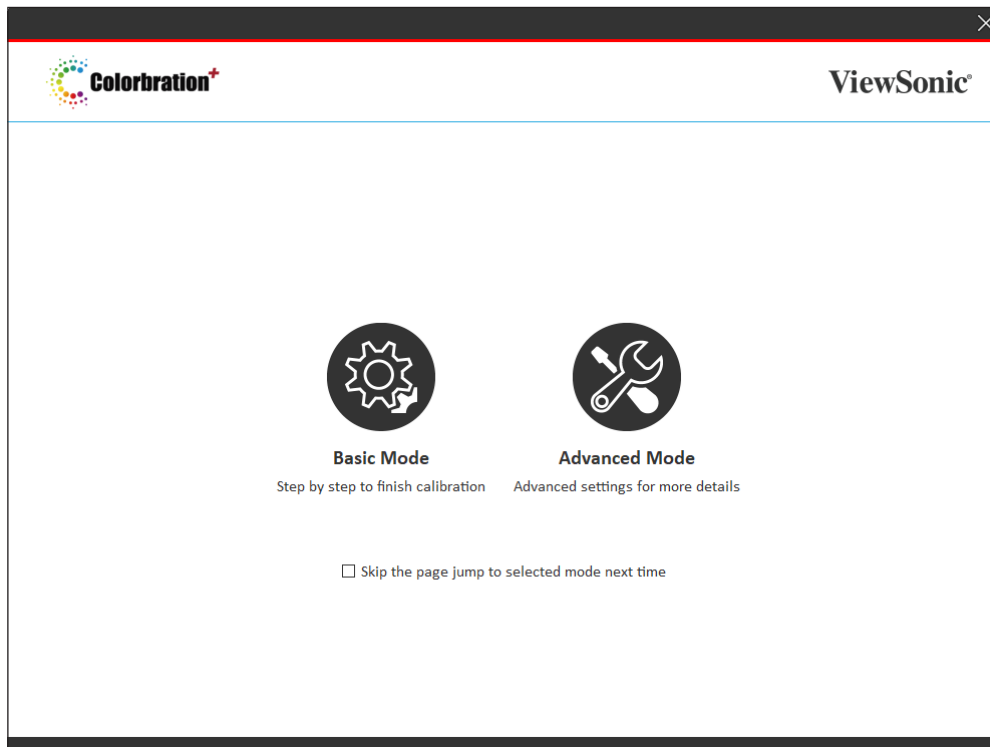 Colorbration+
ViewSonic®
Basic Mode
Advanced Mode
Step by step to finish calibration
Advanced settings for more details
Skip the page jump to selected mode next time